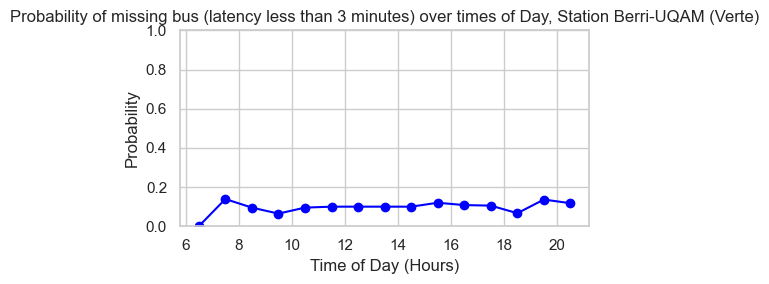 Probability of missing bus (latency less than 3 minutes) over times of Day, Station Berri-UQAM (Verte)
1.0
0.8
0.6
0.4
0.2
0.0
Probability
6 8 10 12 14 16 18 20
Time of Day (Hours)